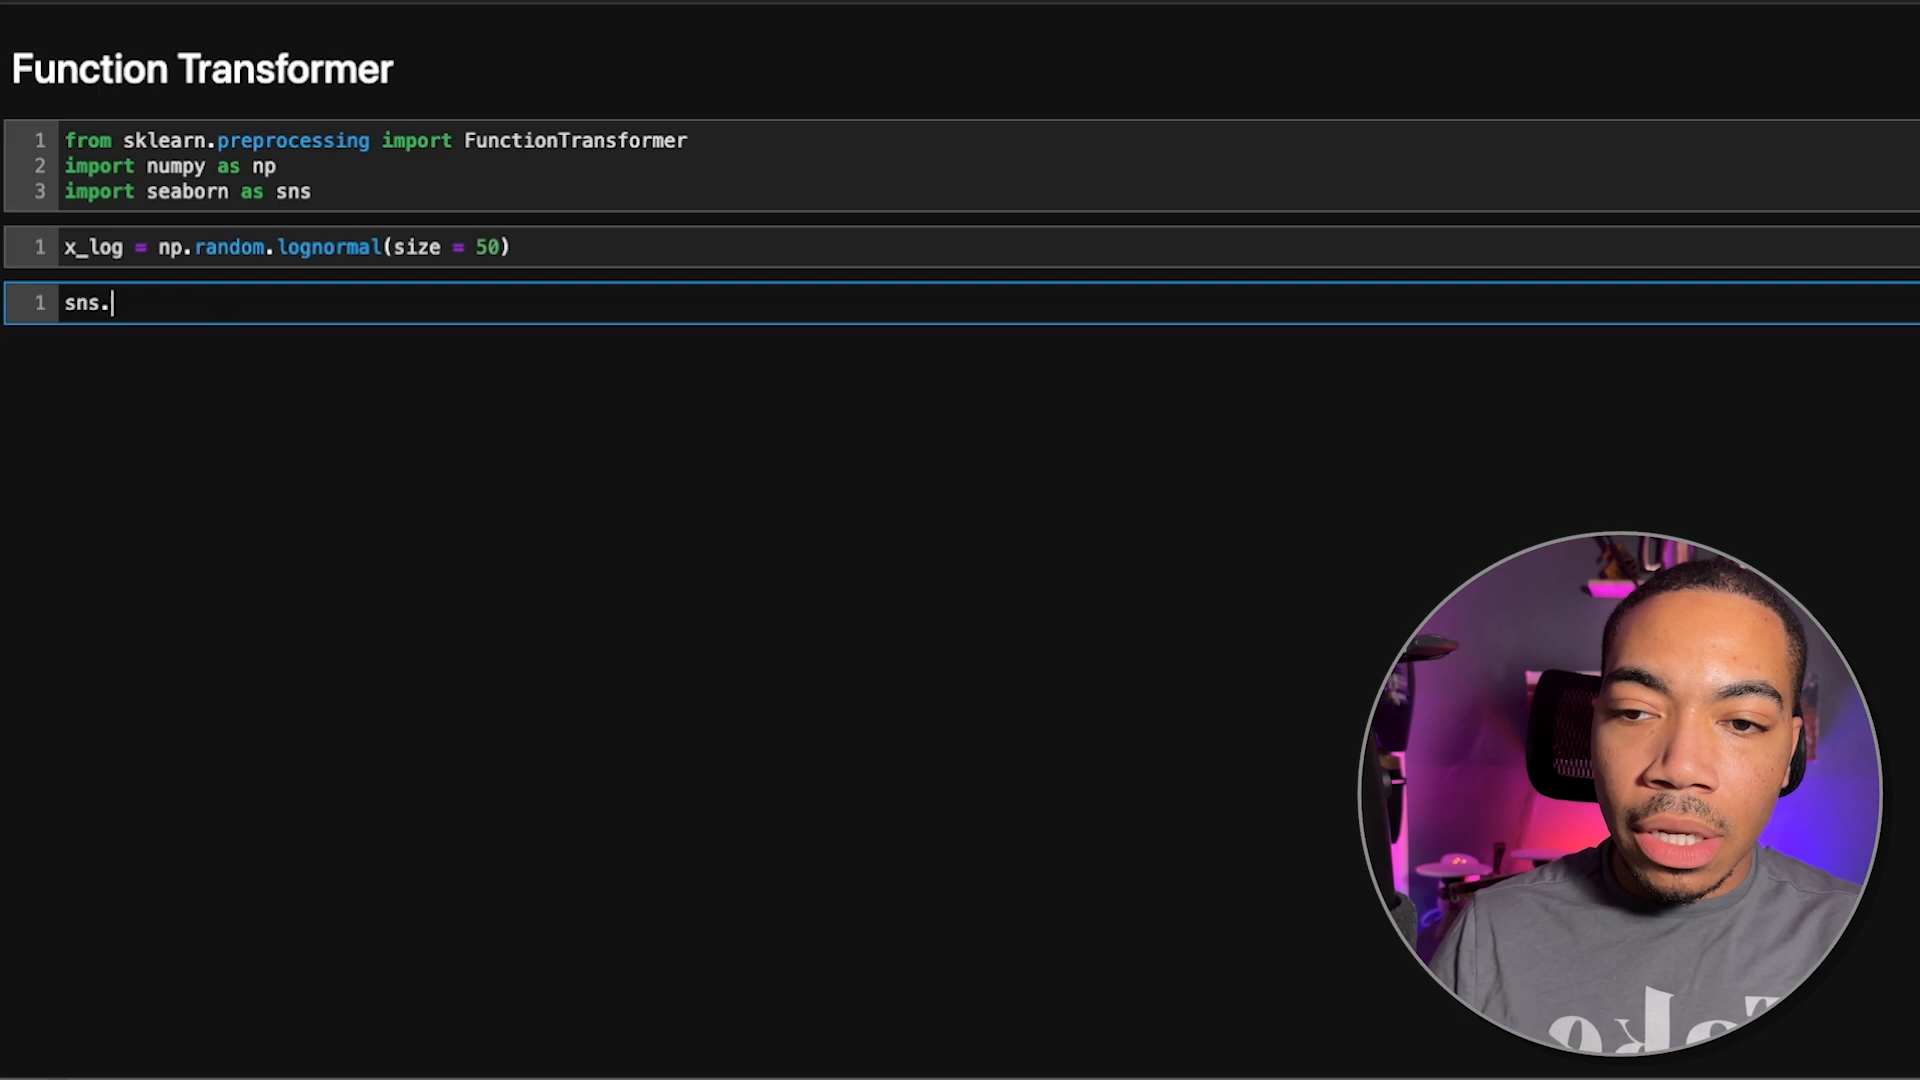 Function Transformer
1 from sklearn.preprocessing import FunctionTransformer
2 import numpy as np
3 import seaborn as sns
1 x_log = np.random.lognormal(size = 50)
1 sns.